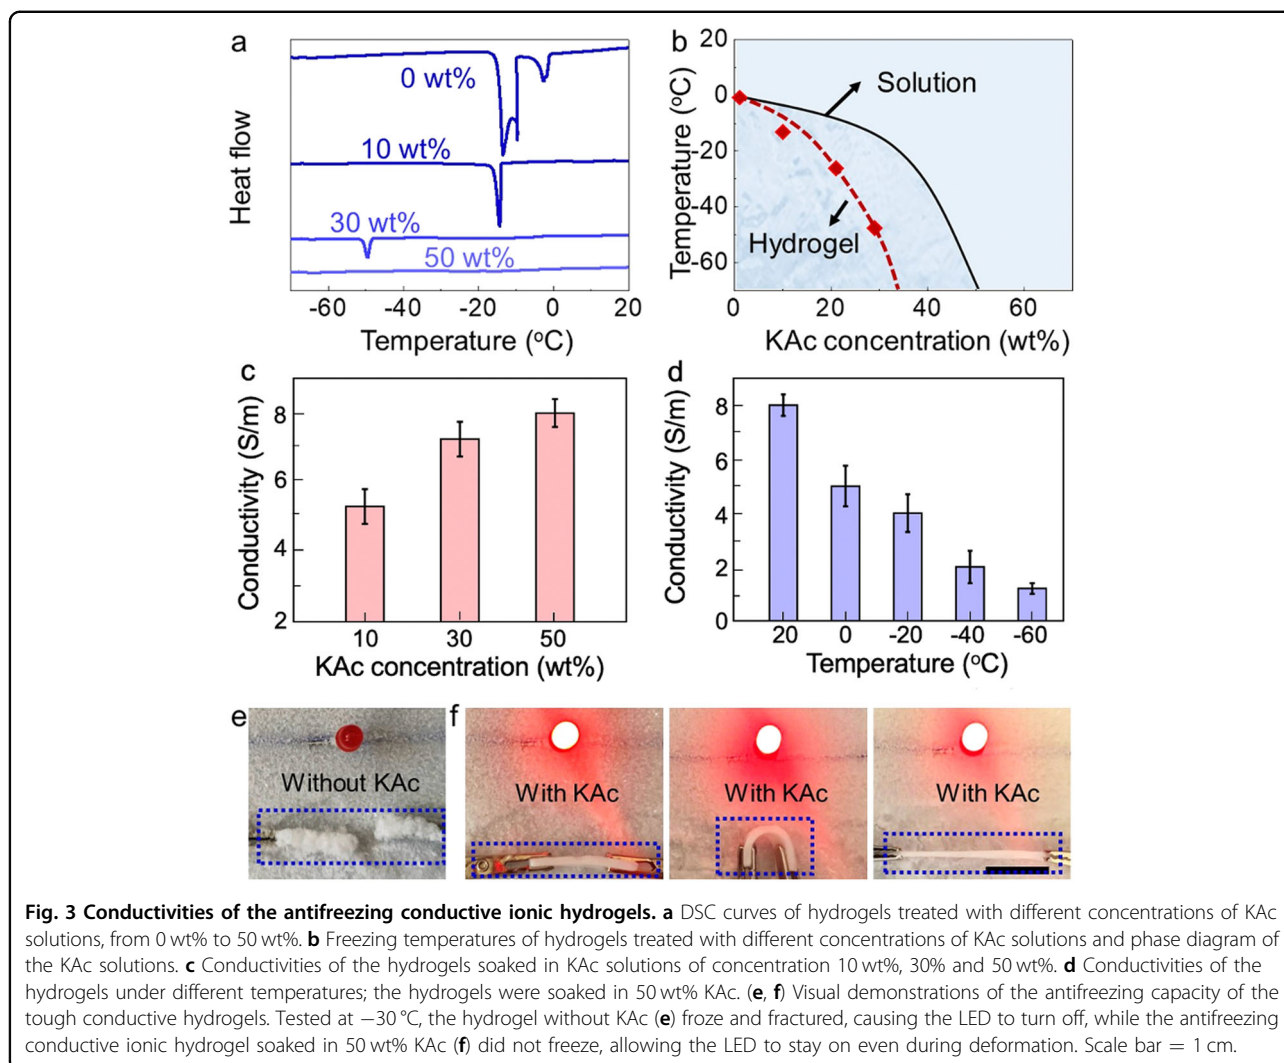 a
Heat flow
0 wt%
10 wt%
30 wt%
50 wt%
-60 -40 -20 0 20
Temperature (oC)
b
Temperature (oC)
20
0
-20
-40
-60
Solution
Hydrogel
0 20 40 60
KAc concentration (wt%)
c
Conductivity (S/m)
8
6
4
2
10 30 50
KAc concentration (wt%)
d
Conductivity (S/m)
8
6
4
2
0
20 0 -20 -40 -60
Temperature (oC)
e
Without KAc
f
With KAc
With KAc
With KAc
Fig. 3 Conductivities of the antifreezing conductive ionic hydrogels. a DSC curves of hydrogels treated with different concentrations of KAc
solutions, from 0 wt% to 50 wt%. b Freezing temperatures of hydrogels treated with different concentrations of KAc solutions and phase diagram of
the KAc solutions. c Conductivities of the hydrogels soaked in KAc solutions of concentration 10 wt%, 30% and 50 wt%. d Conductivities of the
hydrogels under different temperatures; the hydrogels were soaked in 50 wt% KAc. (e, f) Visual demonstrations of the antifreezing capacity of the
tough conductive hydrogels. Tested at −30 °C, the hydrogel without KAc (e) froze and fractured, causing the LED to turn off, while the antifreezing
conductive ionic hydrogel soaked in 50 wt% KAc (f) did not freeze, allowing the LED to stay on even during deformation. Scale bar = 1 cm.